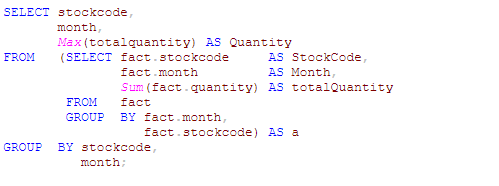 SELECT stockcode,
       month,
       Max(totalquantity) AS Quantity
FROM   (SELECT fact.stockcode     AS StockCode,
               fact.month         AS Month,
               Sum(fact.quantity) AS totalQuantity
        FROM   fact
        GROUP  BY fact.month,
                  fact.stockcode) AS a
GROUP  BY stockcode,
          month;